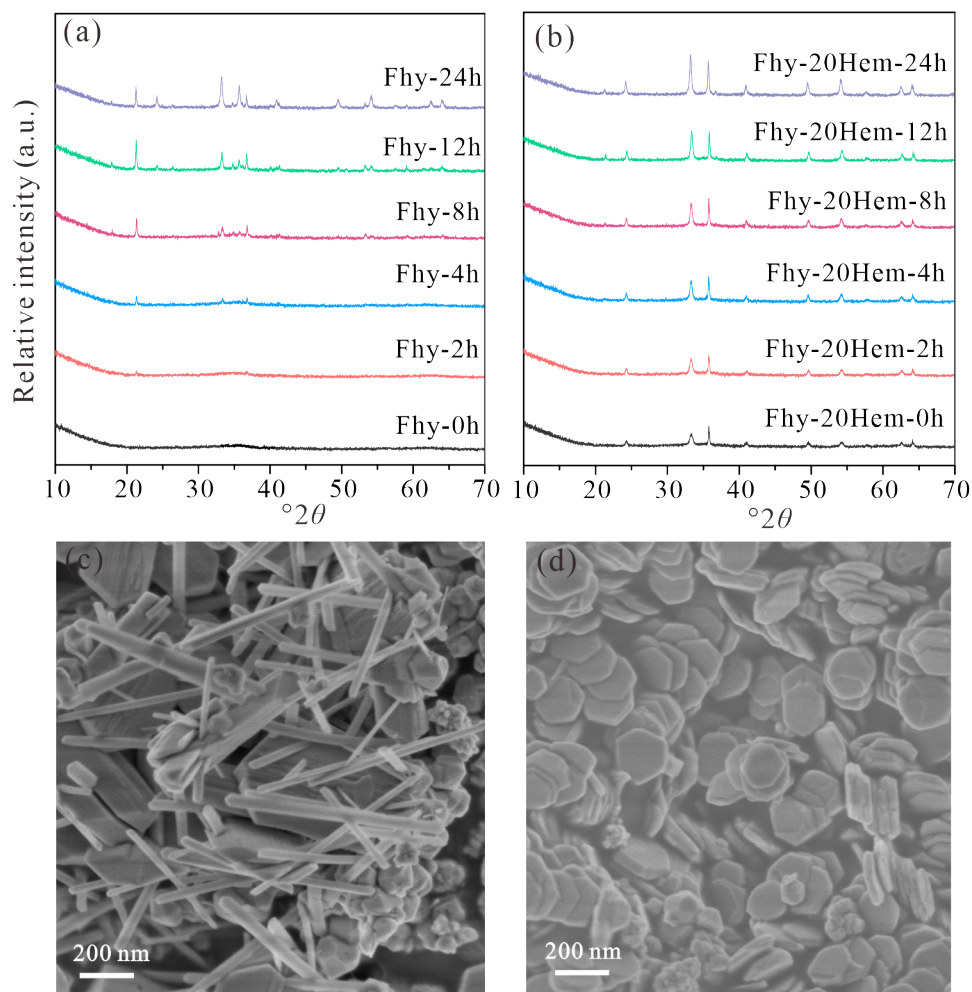 (a)
Fhy-24h
Fhy-12h
Fhy-8h
Fhy-4h
Fhy-2h
Fhy-0h
Relative intensity (a.u.)
10 20 30 40 50 60 70
°2θ
(b)
Fhy-20Hem-24h
Fhy-20Hem-12h
Fhy-20Hem-8h
Fhy-20Hem-4h
Fhy-20Hem-2h
Fhy-20Hem-0h
10 20 30 40 50 60 70
°2θ
(c)
200 nm
(d)
200 nm